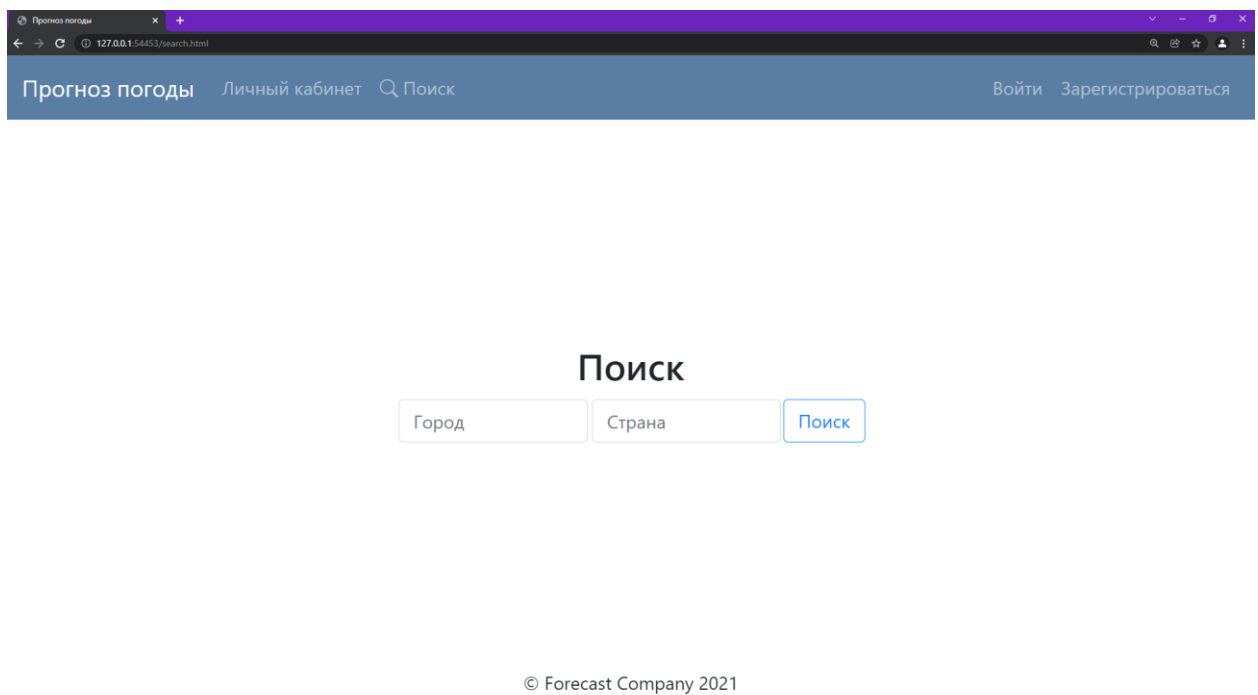 Прогноз погоды
127.0.0.1:54453/search.html
Прогноз погоды Личный кабинет Поиск Войти Зарегистрироваться
Поиск
Город Страна Поиск
© Forecast Company 2021